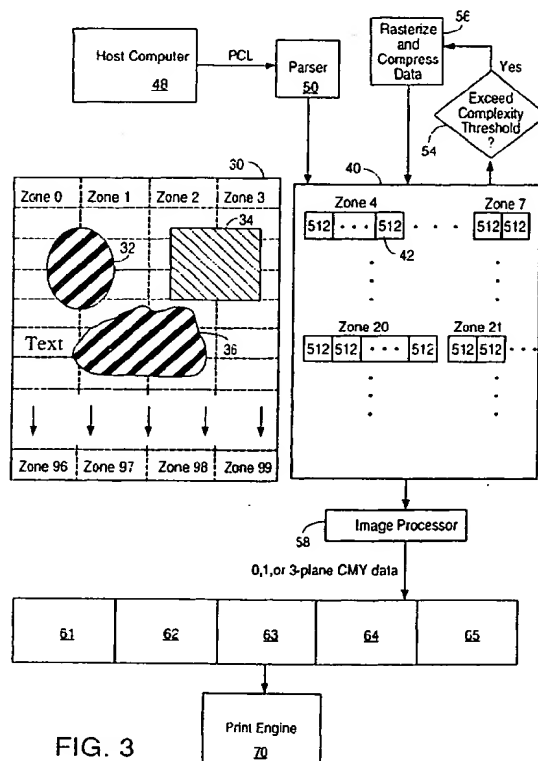 Host Computer
48
PCL
Parser
50
56
Rasterize
and
Compress
Data
Yes
Exceed
Complexity
Threshold
?
54
30
Zone 0 Zone 1 Zone 2 Zone 3
34
32
Text
36
Zone 96 Zone 97 Zone 98 Zone 99
40
Zone 4 Zone 7
512 ... 512 .... 512 512
42
Zone 20 Zone 21
512 512 ... 512 512 512 ...
Image Processor
58
0,1,or 3-plane CMY data
61 62 63 64 65
Print Engine
70
FIG. 3